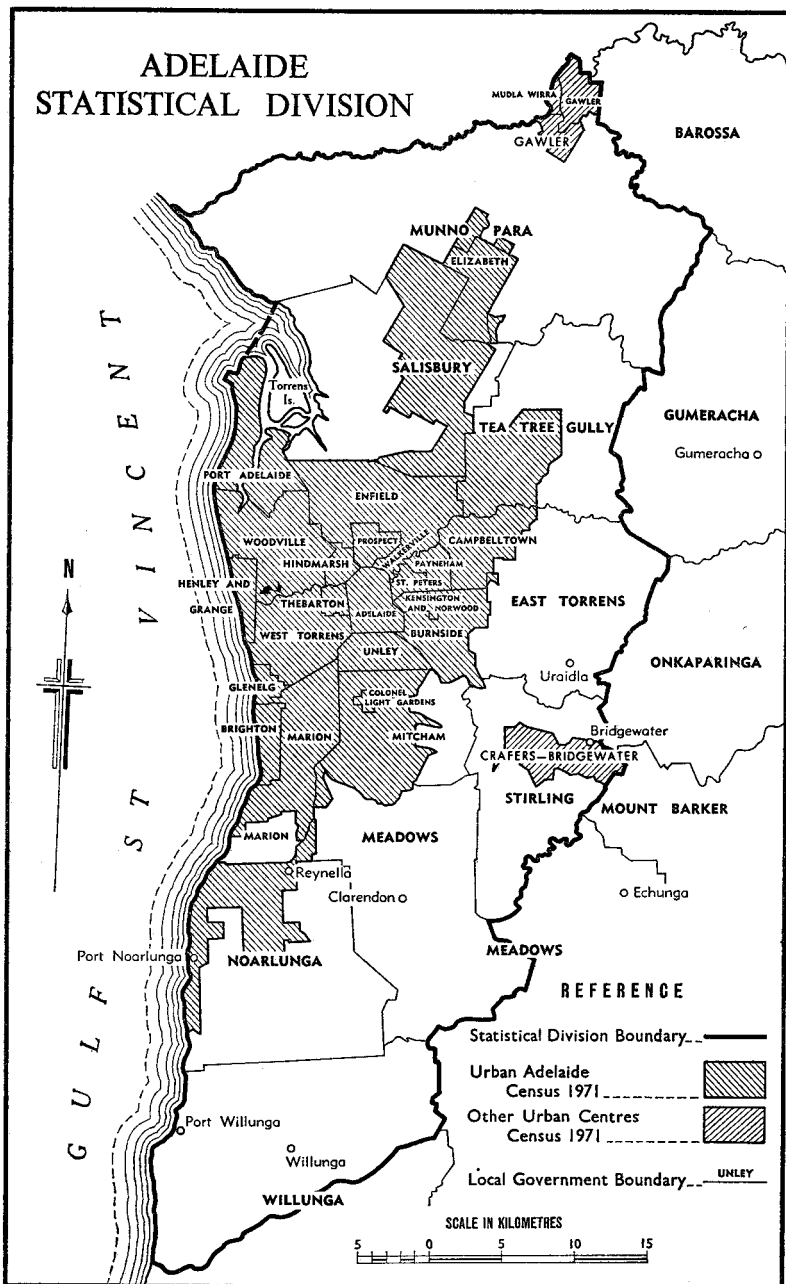 ADELAIDE
STATISTICAL DIVISION
MUDLA WIRRA
GAWLER
GAWLER
BAROSSA
MUNNO PARA
ELIZABETH
SALISBURY
Torrens
Is.
TEA TREE GULLY
GUMERACHA
Gumeracha
PORT ADELAIDE
ENFIELD
WOODVILLE
PROSPECT
WALKERVILLE
CAMPBELLTOWN
HINDMARSH
PAYNEHAM
ST. PETERS
HENLEY AND
GRANGE
THEBARTON
ADELAIDE
KENSINGTON
AND NORWOOD
EAST TORRENS
WEST TORRENS
BURNSIDE
UNLEY
ONKAPARINGA
Uraidla
GLENELG
COLONEL
LIGHT GARDENS
BRIGHTON
MARION
MITCHAM
Bridgewater
CRAFERS—BRIDGEWATER
STIRLING
MOUNT BARKER
MARION
MEADOWS
Reynella
Clarendon
Echunga
Port Noarlunga
NOARLUNGA
MEADOWS
GULF ST VINCENT
N
Port Willunga
Willunga
WILLUNGA
REFERENCE
Statistical Division Boundary
Urban Adelaide
Census 1971
Other Urban Centres
Census 1971
Local Government Boundary
UNLEY
SCALE IN KILOMETRES
5 0 5 10 15